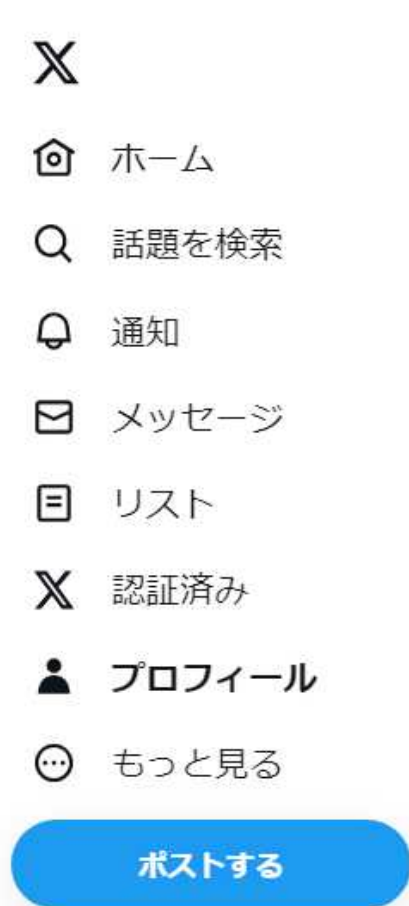 ホーム
話題を検索
通知
メッセージ
リスト
認証済み
プロフィール
もっと見る
ポストする